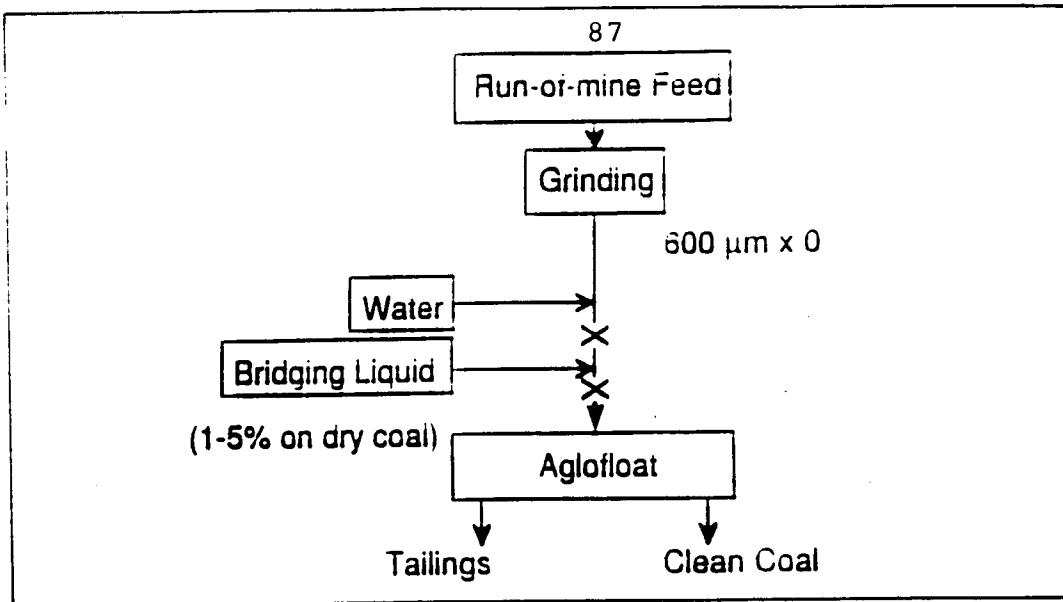 87
Run-of-mine Feed
Grinding
600 μm x 0
Water
Bridging Liquid
(1-5% on dry coal)
Aglofloat
Tailings
Clean Coal